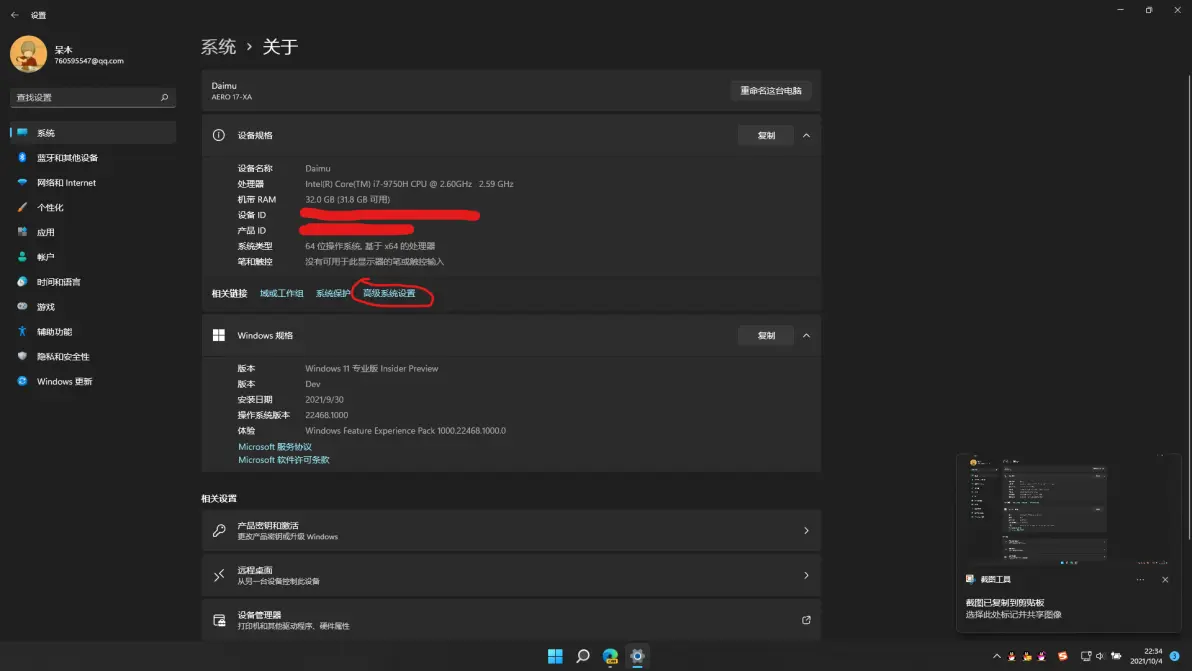 设置
呆木
760595547@qq.com
查找设置
系统
蓝牙和其他设备
网络和 Internet
个性化
应用
帐户
时间和语言
游戏
辅助功能
隐私和安全性
Windows 更新
系统 › 关于
Daimu
AERO 17-XA
重命名这台电脑
设备规格
复制
设备名称 Daimu
处理器 Intel(R) Core(TM) i7-9750H CPU @ 2.60GHz 2.59 GHz
机带 RAM 32.0 GB (31.8 GB 可用)
设备 ID
产品 ID
系统类型 64 位操作系统, 基于 x64 的处理器
笔和触控 没有可用于此显示器的笔或触控输入
相关链接 域或工作组 系统保护 高级系统设置
Windows 规格
复制
版本 Windows 11 专业版 Insider Preview
版本 Dev
安装日期 2021/9/30
操作系统版本 22468.1000
体验 Windows Feature Experience Pack 1000.22468.1000.0
Microsoft 服务协议
Microsoft 软件许可条款
相关设置
产品密钥和激活
更改产品密钥或升级 Windows
远程桌面
从另一台设备控制此设备
设备管理器
打印机和其他驱动程序、硬件属性
截图工具
截图已复制到剪贴板
选择此处标记并共享图像
22:34
2021/10/4
3